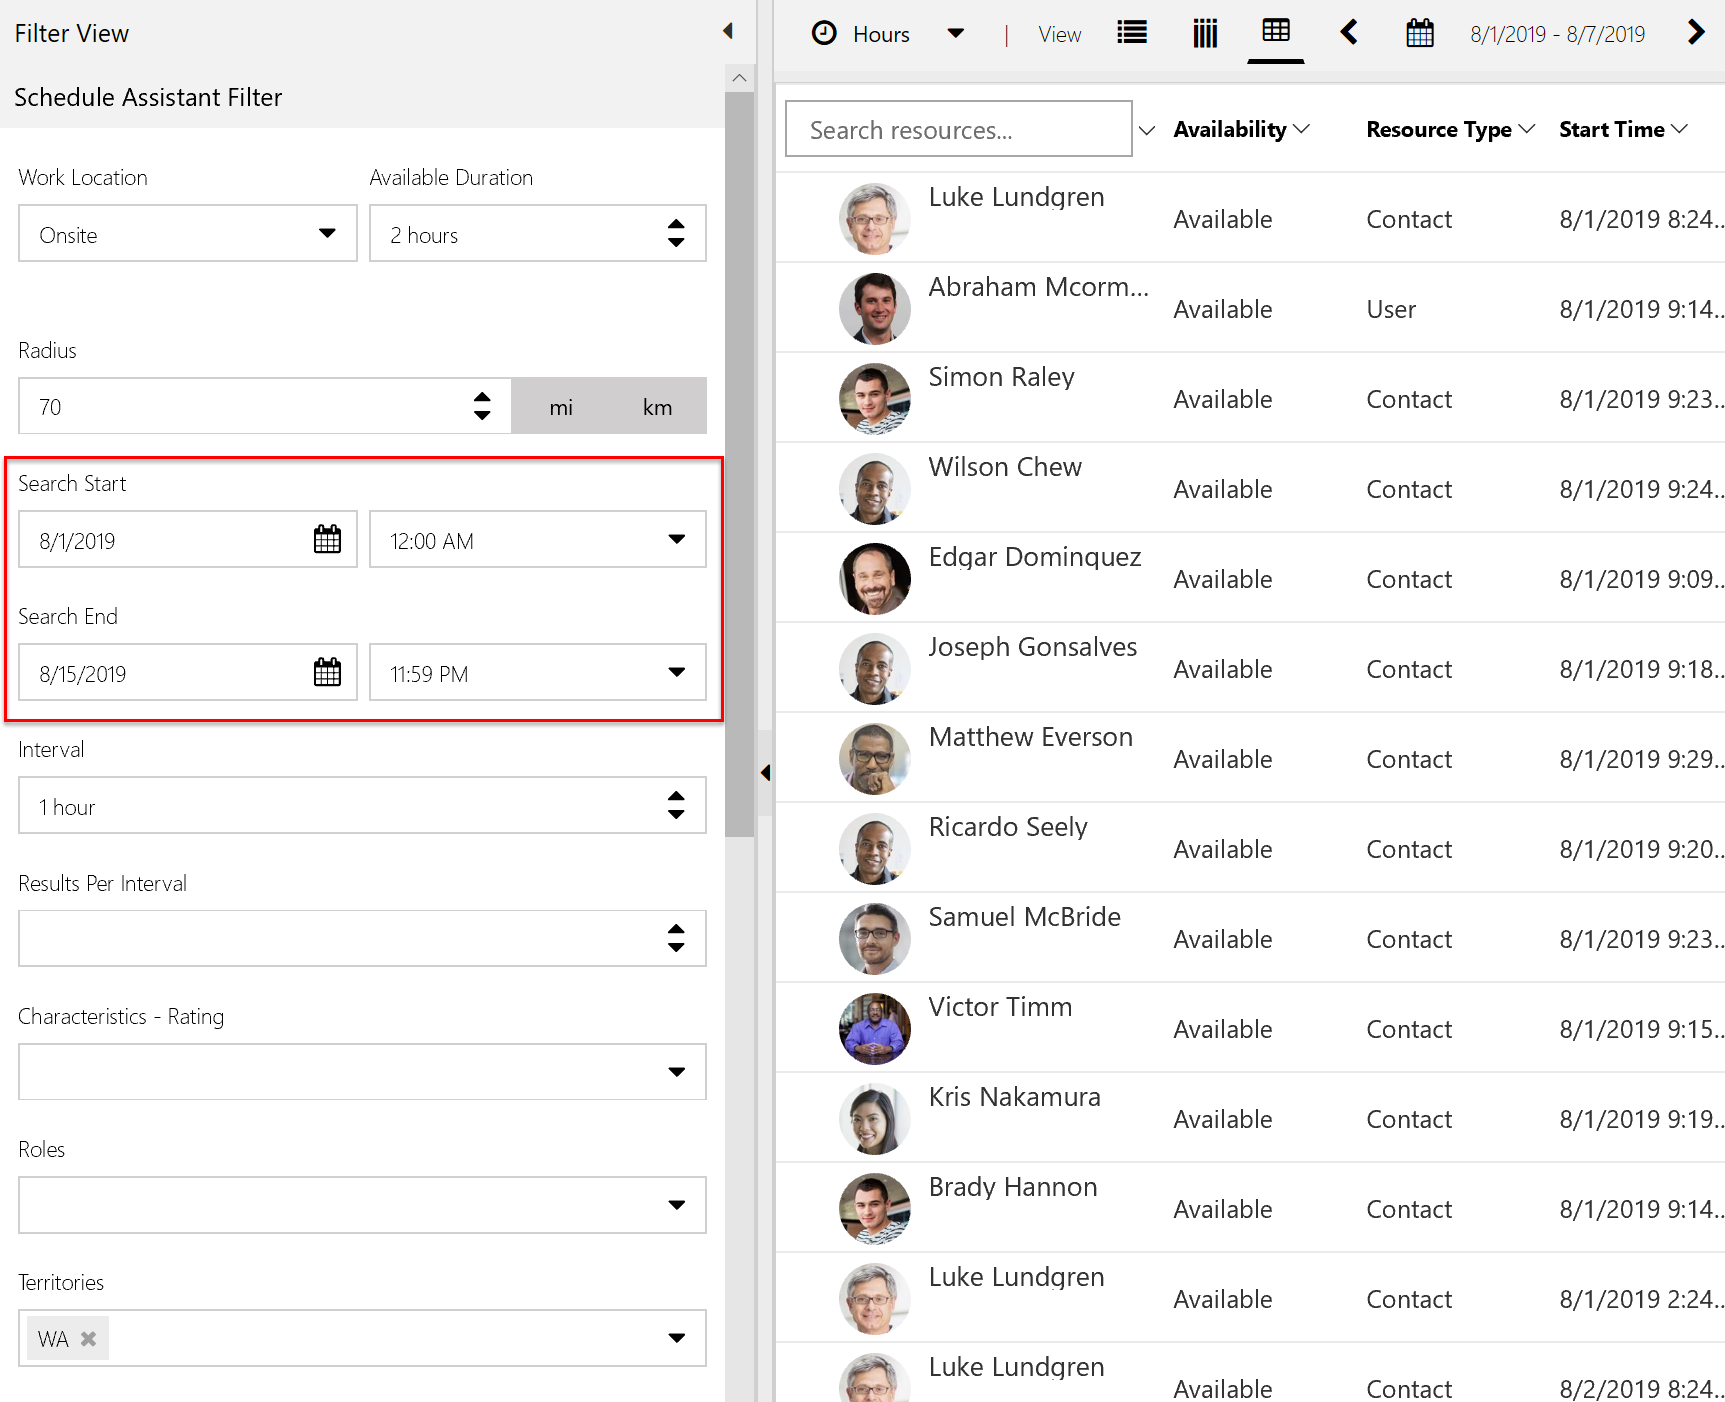 Filter View
Schedule Assistant Filter
Work Location
Available Duration
Onsite
2 hours
Radius
70
mi
km
Search Start
8/1/2019
12:00 AM
Search End
8/15/2019
11:59 PM
Interval
1 hour
Results Per Interval
Characteristics - Rating
Roles
Territories
WA
Hours
| View
8/1/2019 - 8/7/2019
Search resources...
Availability
Resource Type
Start Time
Luke Lundgren
Available Contact 8/1/2019 8:24..
Abraham Mcorm...
Available User 8/1/2019 9:14..
Simon Raley
Available Contact 8/1/2019 9:23..
Wilson Chew
Available Contact 8/1/2019 9:24..
Edgar Dominquez
Available Contact 8/1/2019 9:09..
Joseph Gonsalves
Available Contact 8/1/2019 9:18..
Matthew Everson
Available Contact 8/1/2019 9:29..
Ricardo Seely
Available Contact 8/1/2019 9:20..
Samuel McBride
Available Contact 8/1/2019 9:23..
Victor Timm
Available Contact 8/1/2019 9:15..
Kris Nakamura
Available Contact 8/1/2019 9:19..
Brady Hannon
Available Contact 8/1/2019 9:14..
Luke Lundgren
Available Contact 8/1/2019 2:24..
Luke Lundgren
Available Contact 8/2/2019 8:24..